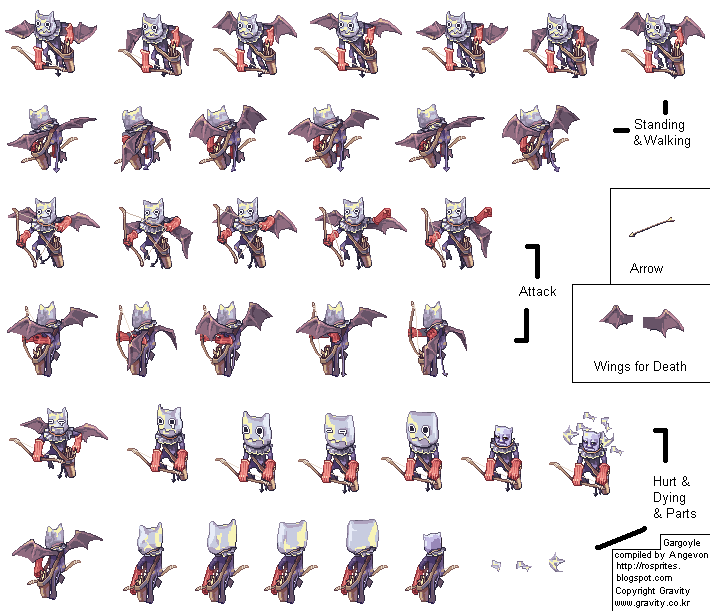 Standing
& Walking
Arrow
Attack
Wings for Death
Hurt &
Dying
& Parts
Gargoyle
compiled by Angevon
http://rosprites.
blogspot.com
Copyright Gravity
www.gravity.co.kr